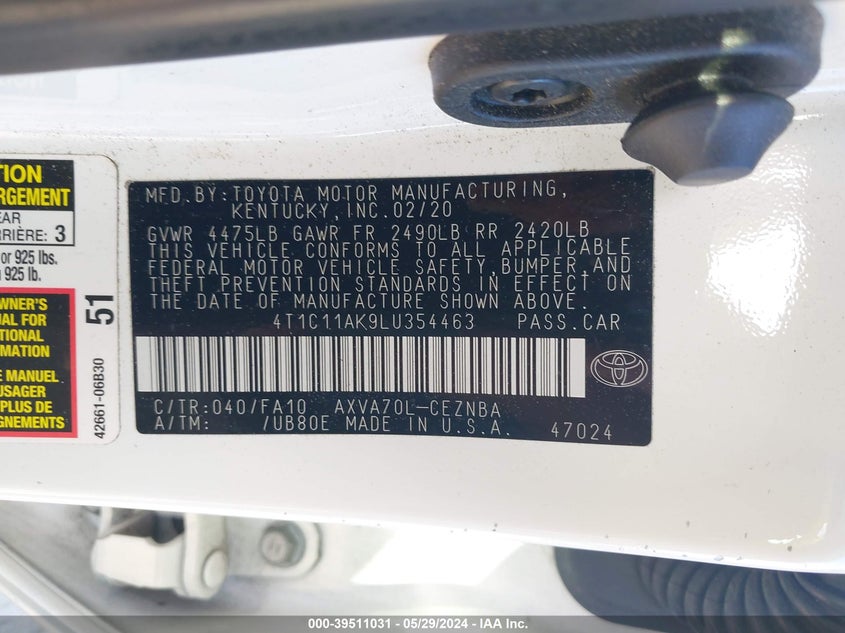 TION
RGEMENT
EAR
RRIÈRE: 3
or 925 lbs.
925 lb.
OWNER'S
UAL FOR
TIONAL
MATION
E MANUEL
USAGER
PLUS DE
GNEMENTS
51
42661-06B30
MFD.BY:TOYOTA MOTOR MANUFACTURING,
KENTUCKY,INC.02/20
GVWR 4475LB GAWR FR 2490LB RR 2420LB
THIS VEHICLE CONFORMS TO ALL APPLICABLE
FEDERAL MOTOR VEHICLE SAFETY,BUMPER,AND
THEFT PREVENTION STANDARDS IN EFFECT ON
THE DATE OF MANUFACTURE SHOWN ABOVE.
4T1C11AK9LU354463 PASS.CAR
C/TR:040/FA10 AXVA70L-CEZNBA
A/TM: /UB80E MADE IN U.S.A. 47024
000-39511031 - 05/29/2024 - IAA Inc.